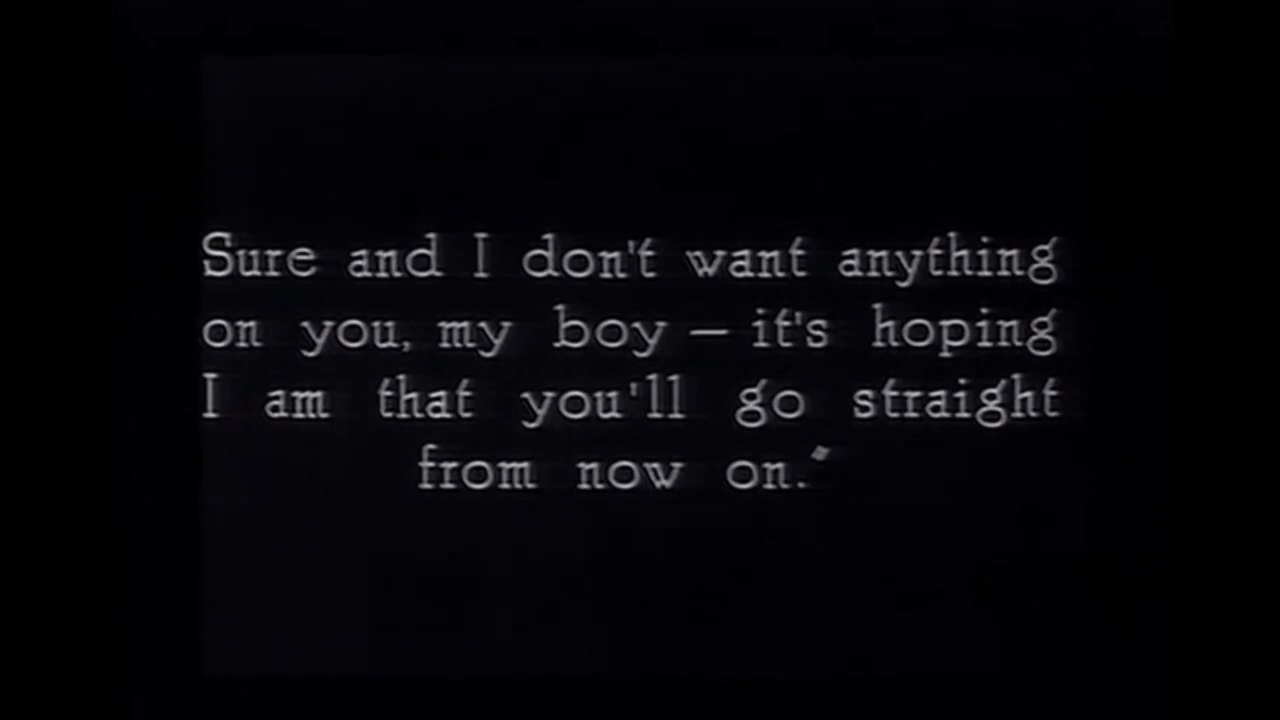 Sure and I don't want anything
on you, my boy — it's hoping
I am that you'll go straight
from now on."